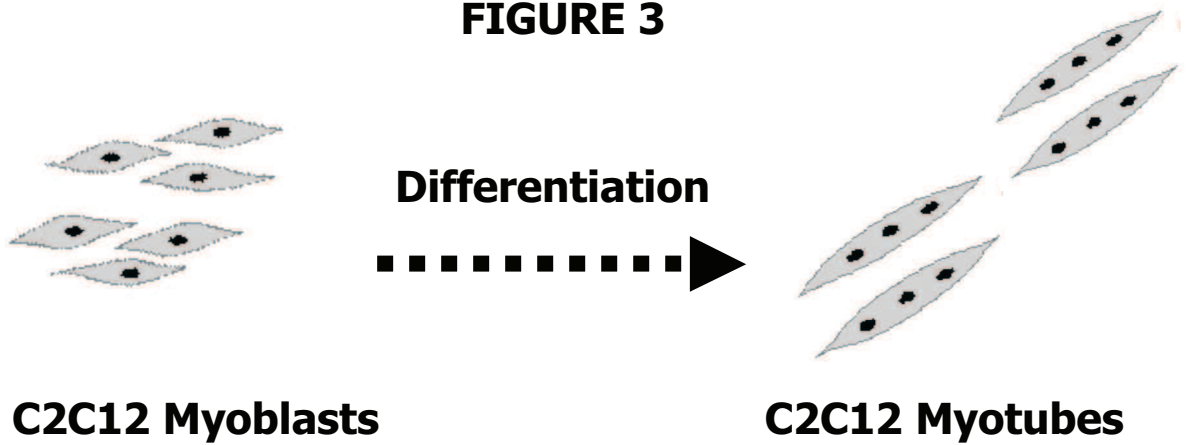 FIGURE 3
Differentiation
C2C12 Myoblasts
C2C12 Myotubes